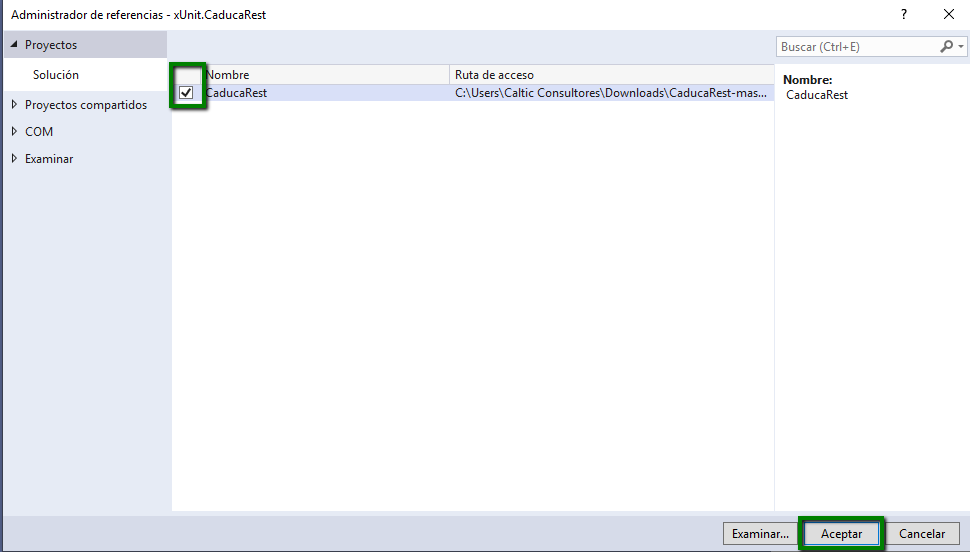 Administrador de referencias - xUnit.CaducaRest
?
Proyectos
Solución
Proyectos compartidos
COM
Examinar
Buscar (Ctrl+E)
Nombre Ruta de acceso
CaducaRest C:\Users\Caltic Consultores\Downloads\CaducaRest-mas...
Nombre:
CaducaRest
Examinar... Aceptar Cancelar